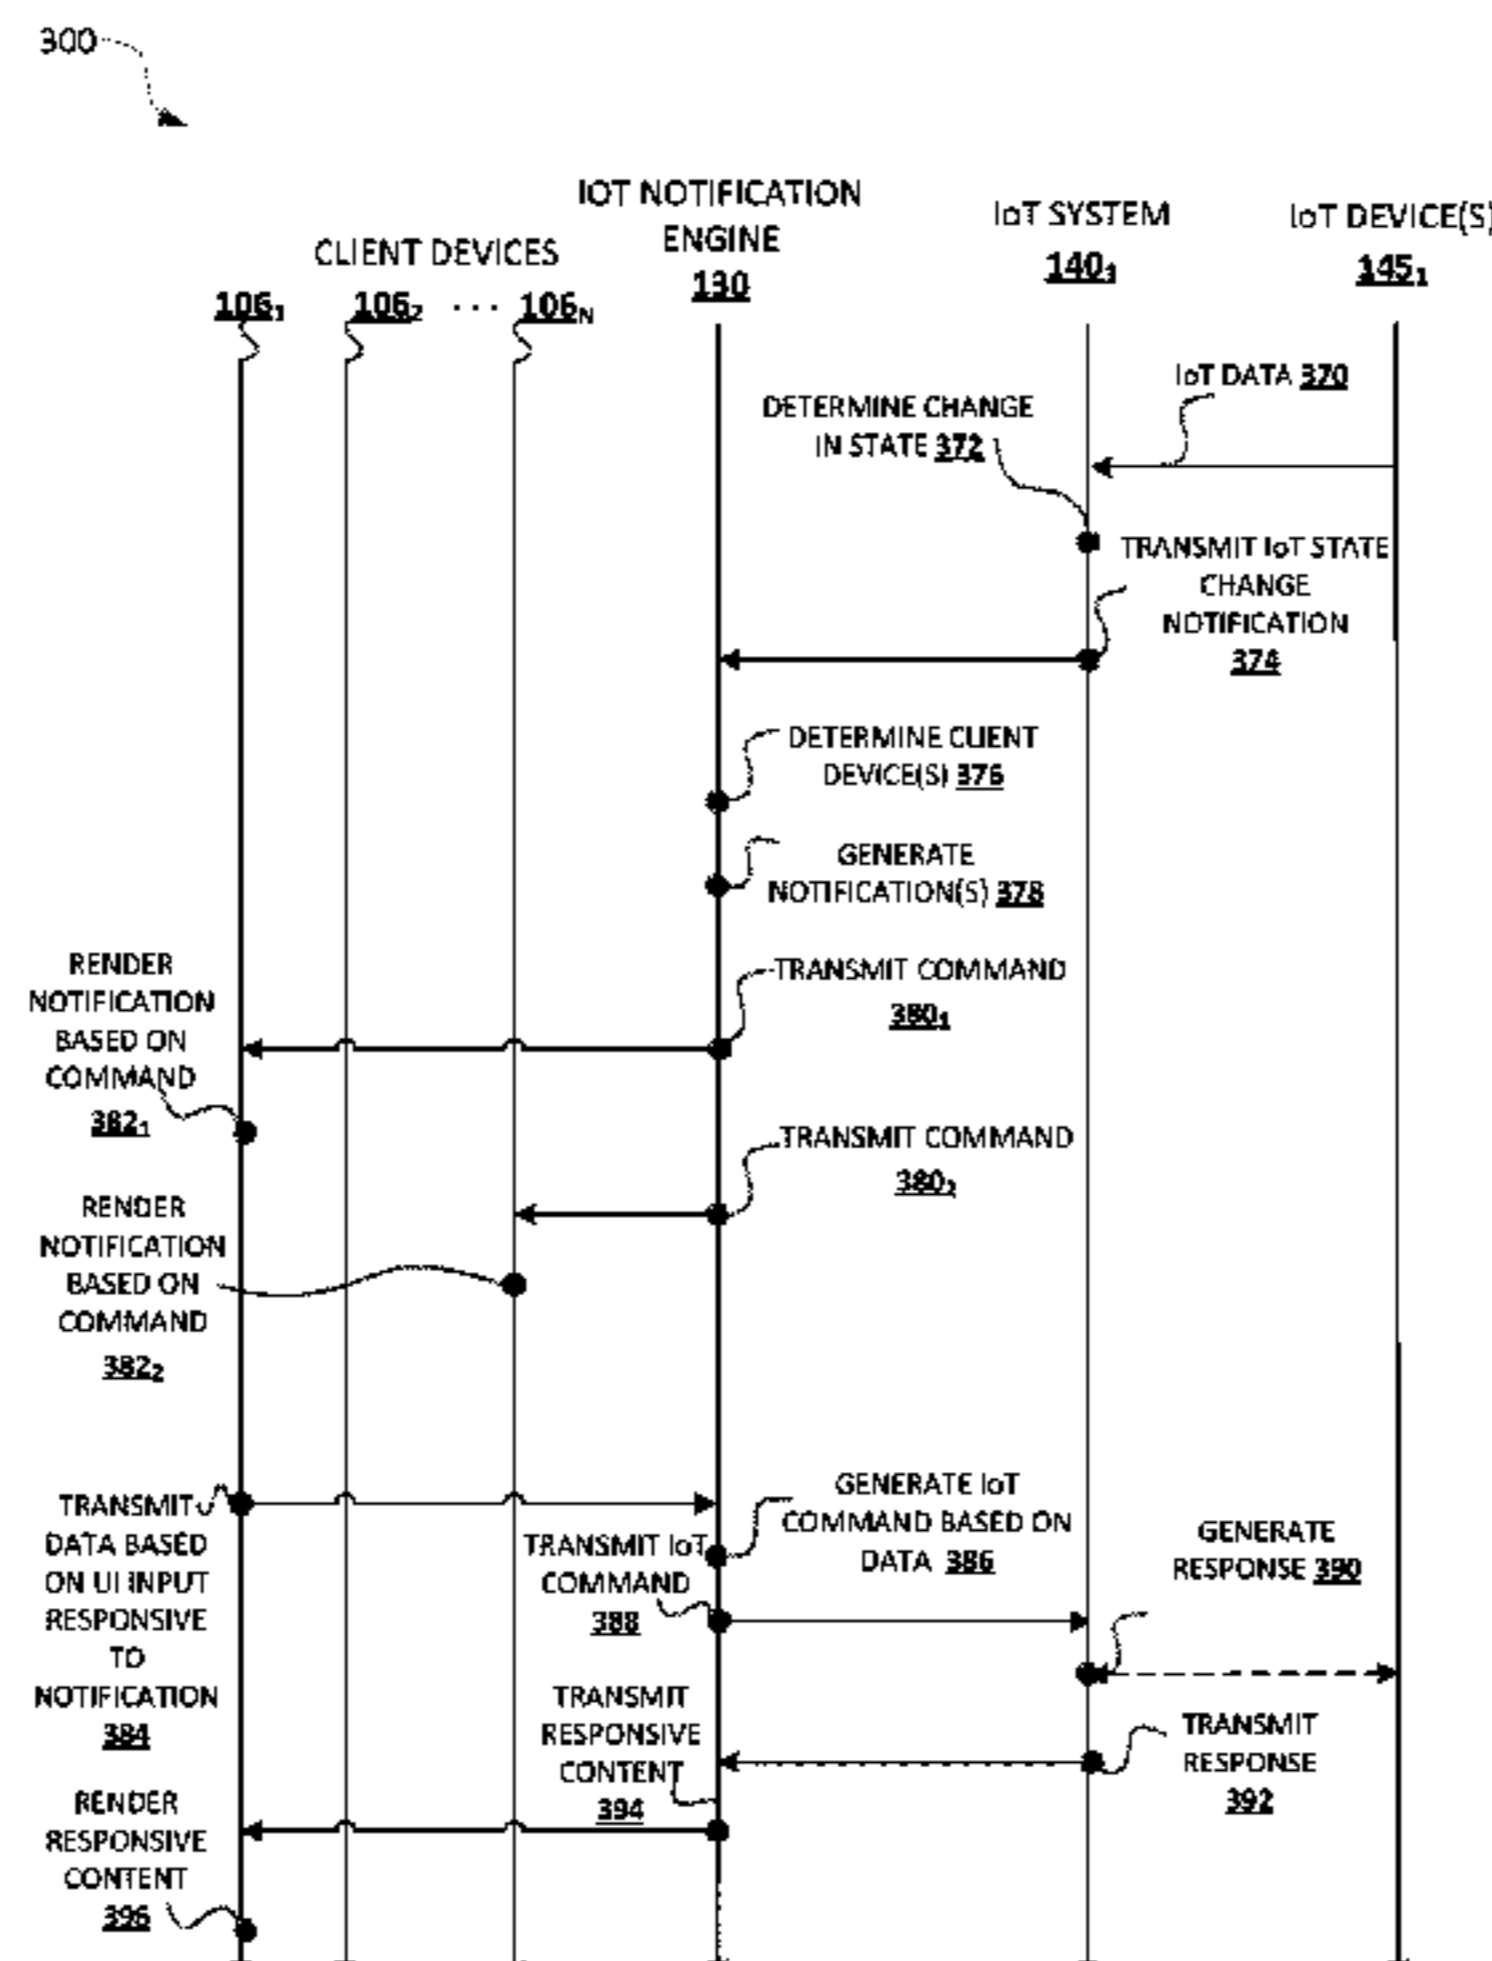 300
IOT NOTIFICATION
ENGINE
130
IoT SYSTEM
140₁
IoT DEVICE(S)
145₁
CLIENT DEVICES
106₁ 106₂ ... 106N
IoT DATA 370
DETERMINE CHANGE
IN STATE 372
TRANSMIT IoT STATE
CHANGE
NOTIFICATION
374
DETERMINE CLIENT
DEVICE(S) 376
GENERATE
NOTIFICATION(S) 378
RENDER
NOTIFICATION
BASED ON
COMMAND
382₁
TRANSMIT COMMAND
380₁
TRANSMIT COMMAND
380₂
RENDER
NOTIFICATION
BASED ON
COMMAND
382₂
TRANSMIT
DATA BASED
ON UI INPUT
RESPONSIVE
TO
NOTIFICATION
384
GENERATE IoT
COMMAND BASED ON
DATA 386
TRANSMIT IoT
COMMAND
388
GENERATE
RESPONSE 390
TRANSMIT
RESPONSE
392
TRANSMIT
RESPONSIVE
CONTENT
394
RENDER
RESPONSIVE
CONTENT
396